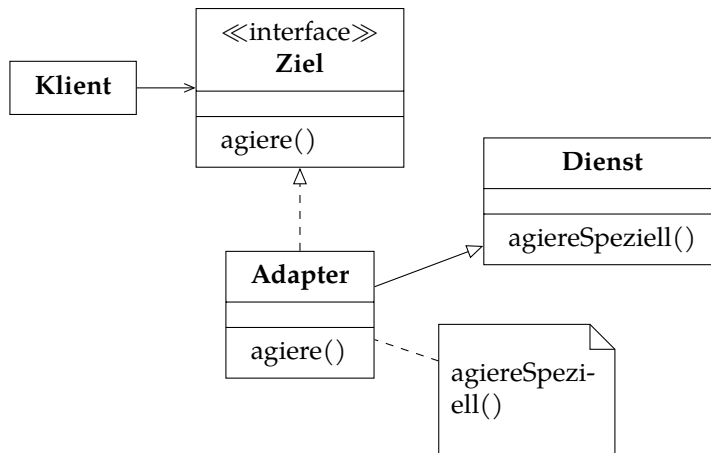 ≪interface≫
Ziel
Klient
agiere()
Dienst
agiereSpeziell()
Adapter
agiere()
agiereSpezi-
ell()